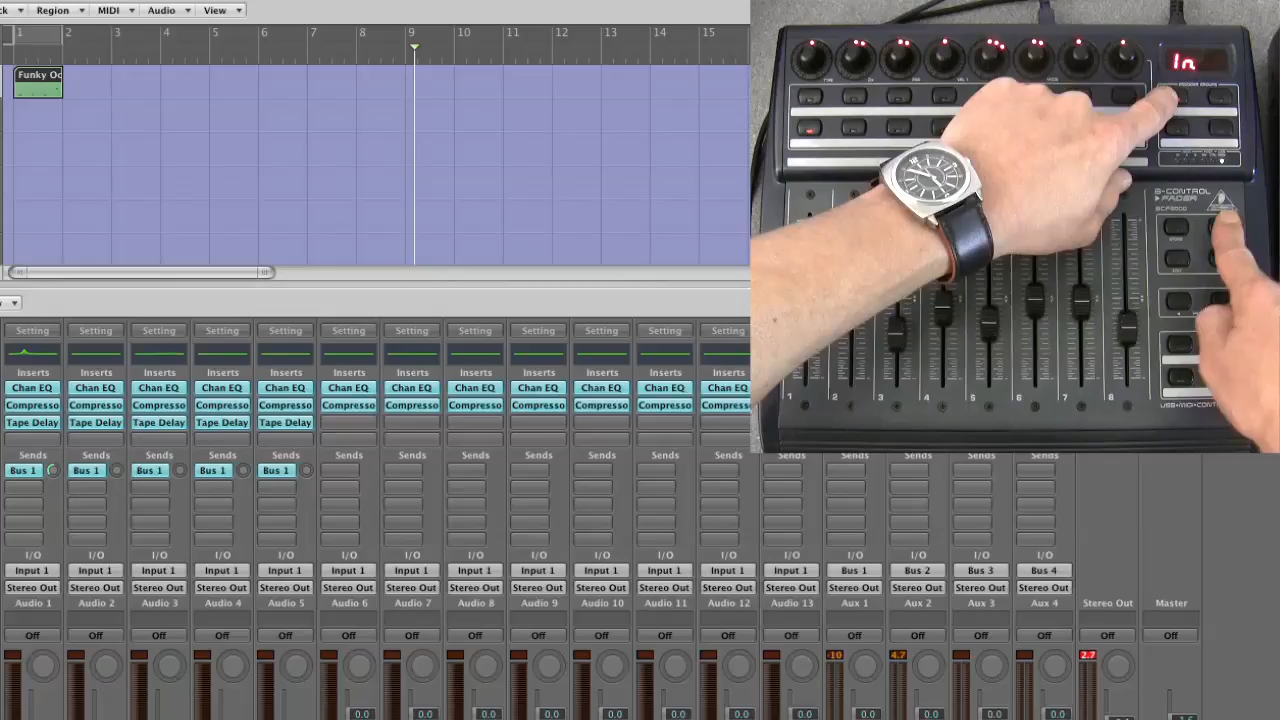 Region MIDI Audio View
1 2 3 4 5 6 7 8 9 10 11 12 13 14 15
Funky Oc
Setting Setting Setting Setting Setting Setting Setting Setting Setting Setting Setting Setting
Inserts Inserts Inserts Inserts Inserts Inserts Inserts Inserts Inserts Inserts Inserts Inserts
Chan EQ Chan EQ Chan EQ Chan EQ Chan EQ Chan EQ Chan EQ Chan EQ Chan EQ Chan EQ Chan EQ Chan EQ
Compresso Compresso Compresso Compresso Compresso Compresso Compresso Compresso Compresso Compresso Compresso Compresso
Tape Delay Tape Delay Tape Delay Tape Delay Tape Delay
Sends Sends Sends Sends Sends Sends Sends Sends Sends Sends Sends Sends Sends Sends Sends Sends Sends
Bus 1 Bus 1 Bus 1 Bus 1 Bus 1
I/O I/O I/O I/O I/O I/O I/O I/O I/O I/O I/O I/O I/O I/O I/O I/O I/O
Input 1 Input 1 Input 1 Input 1 Input 1 Input 1 Input 1 Input 1 Input 1 Input 1 Input 1 Input 1 Input 1 Bus 1 Bus 2 Bus 3 Bus 4
Stereo Out Stereo Out Stereo Out Stereo Out Stereo Out Stereo Out Stereo Out Stereo Out Stereo Out Stereo Out Stereo Out Stereo Out Stereo Out Stereo Out Stereo Out Stereo Out Stereo Out
Audio 1 Audio 2 Audio 3 Audio 4 Audio 5 Audio 6 Audio 7 Audio 8 Audio 9 Audio 10 Audio 11 Audio 12 Audio 13 Aux 1 Aux 2 Aux 3 Aux 4 Stereo Out Master
Off Off Off Off Off Off Off Off Off Off Off Off Off Off Off Off Off Off Off
-10 4.7 2.7
0.0 0.0 0.0 0.0 0.0 0.0 0.0 0.0 0.0 0.0 0.0 0.0
In
B-CONTROL
FADER
BCF2000
1 2 3 4 5 6 7 8